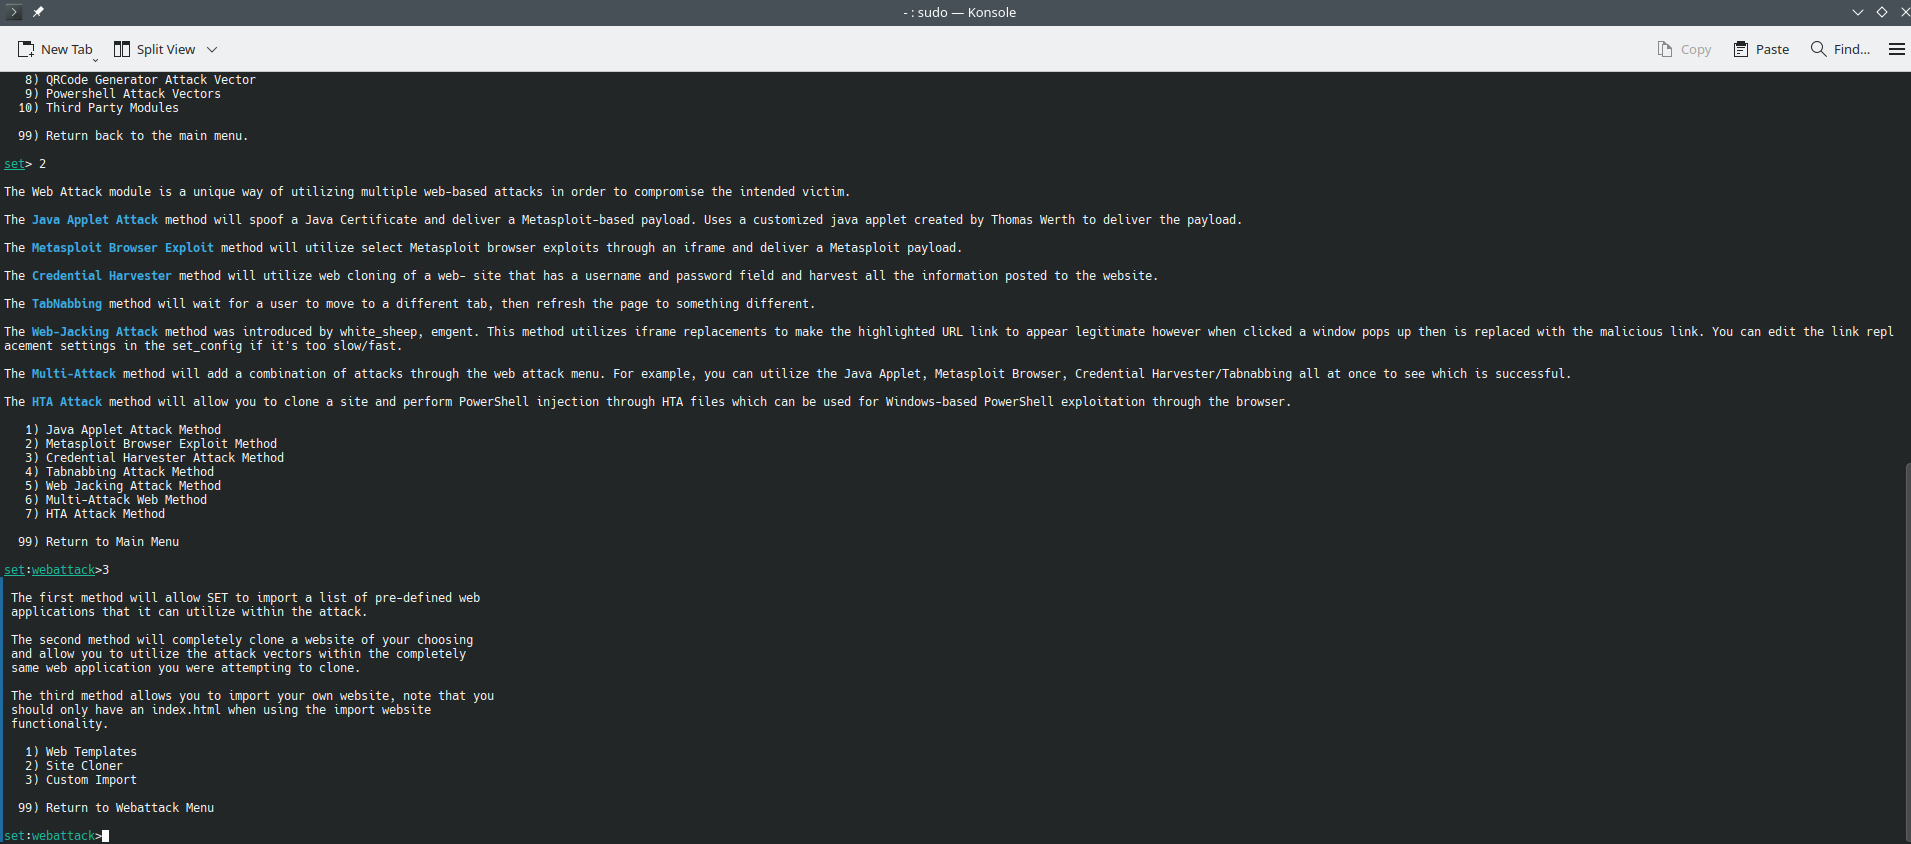 - : sudo — Konsole
New Tab Split View Copy Paste Find...
8) QRCode Generator Attack Vector
9) Powershell Attack Vectors
10) Third Party Modules
99) Return back to the main menu.
set> 2
The Web Attack module is a unique way of utilizing multiple web-based attacks in order to compromise the intended victim.
The Java Applet Attack method will spoof a Java Certificate and deliver a Metasploit-based payload. Uses a customized java applet created by Thomas Werth to deliver the payload.
The Metasploit Browser Exploit method will utilize select Metasploit browser exploits through an iframe and deliver a Metasploit payload.
The Credential Harvester method will utilize web cloning of a web- site that has a username and password field and harvest all the information posted to the website.
The TabNabbing method will wait for a user to move to a different tab, then refresh the page to something different.
The Web-Jacking Attack method was introduced by white_sheep, emgent. This method utilizes iframe replacements to make the highlighted URL link to appear legitimate however when clicked a window pops up then is replaced with the malicious link. You can edit the link repl
acement settings in the set_config if it's too slow/fast.
The Multi-Attack method will add a combination of attacks through the web attack menu. For example, you can utilize the Java Applet, Metasploit Browser, Credential Harvester/Tabnabbing all at once to see which is successful.
The HTA Attack method will allow you to clone a site and perform PowerShell injection through HTA files which can be used for Windows-based PowerShell exploitation through the browser.
1) Java Applet Attack Method
2) Metasploit Browser Exploit Method
3) Credential Harvester Attack Method
4) Tabnabbing Attack Method
5) Web Jacking Attack Method
6) Multi-Attack Web Method
7) HTA Attack Method
99) Return to Main Menu
set:webattack>3
The first method will allow SET to import a list of pre-defined web
applications that it can utilize within the attack.
The second method will completely clone a website of your choosing
and allow you to utilize the attack vectors within the completely
same web application you were attempting to clone.
The third method allows you to import your own website, note that you
should only have an index.html when using the import website
functionality.
1) Web Templates
2) Site Cloner
3) Custom Import
99) Return to Webattack Menu
set:webattack>